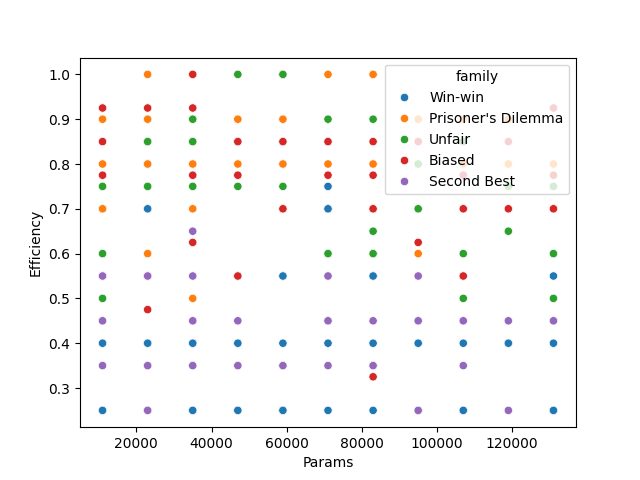 family
Win-win
Prisoner's Dilemma
Unfair
Biased
Second Best
1.0
0.9
0.8
0.7
0.6
0.5
0.4
0.3
Efficiency
20000 40000 60000 80000 100000 120000
Params